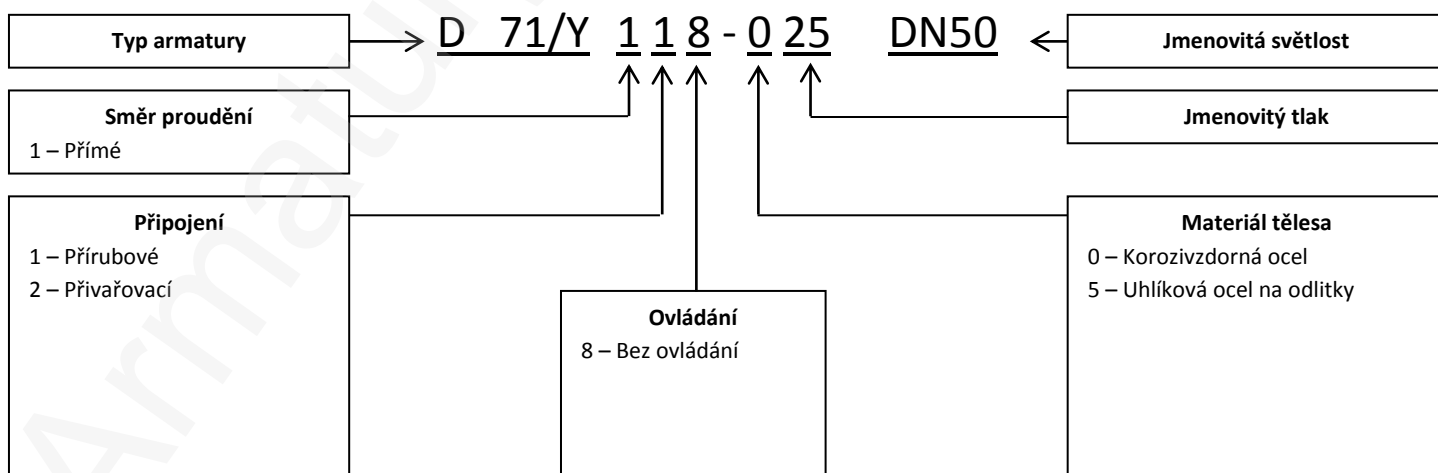 Typ armatury
D 71/Y 1 1 8 - 0 25 DN50
Jmenovitá světlost
Směr proudění
1 – Přímé
Jmenovitý tlak
Připojení
1 – Přírubové
2 – Přivařovací
Ovládání
8 – Bez ovládání
Materiál tělesa
0 – Korozivzdorná ocel
5 – Uhlíková ocel na odlitky
Armatu